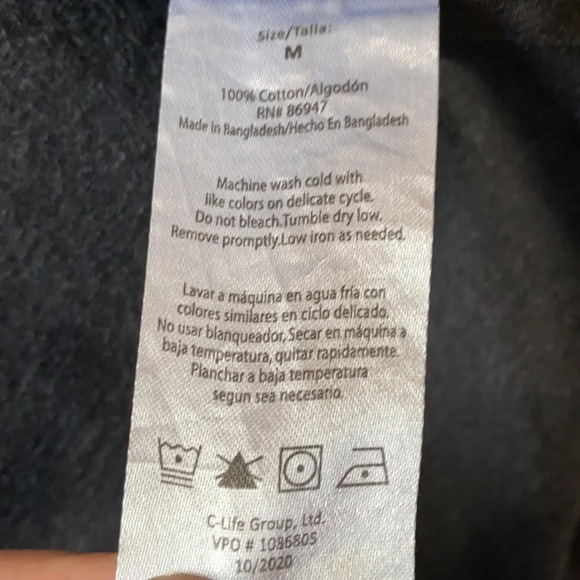 Size/Talla:
M
100% Cotton/Algodón
RN# 86947
Made in Bangladesh/Hecho En Bangladesh
Machine wash cold with
like colors on delicate cycle.
Do not bleach.Tumble dry low.
Remove promptly.Low iron as needed.
Lavar a máquina en agua fría con
colores similares en ciclo delicado.
No usar blanqueador, Secar en máquina a
baja temperatura, quitar rapidamente.
Planchar a baja temperatura
segun sea necesario.
C-Life Group, Ltd.
VPO # 1086805
10/2020